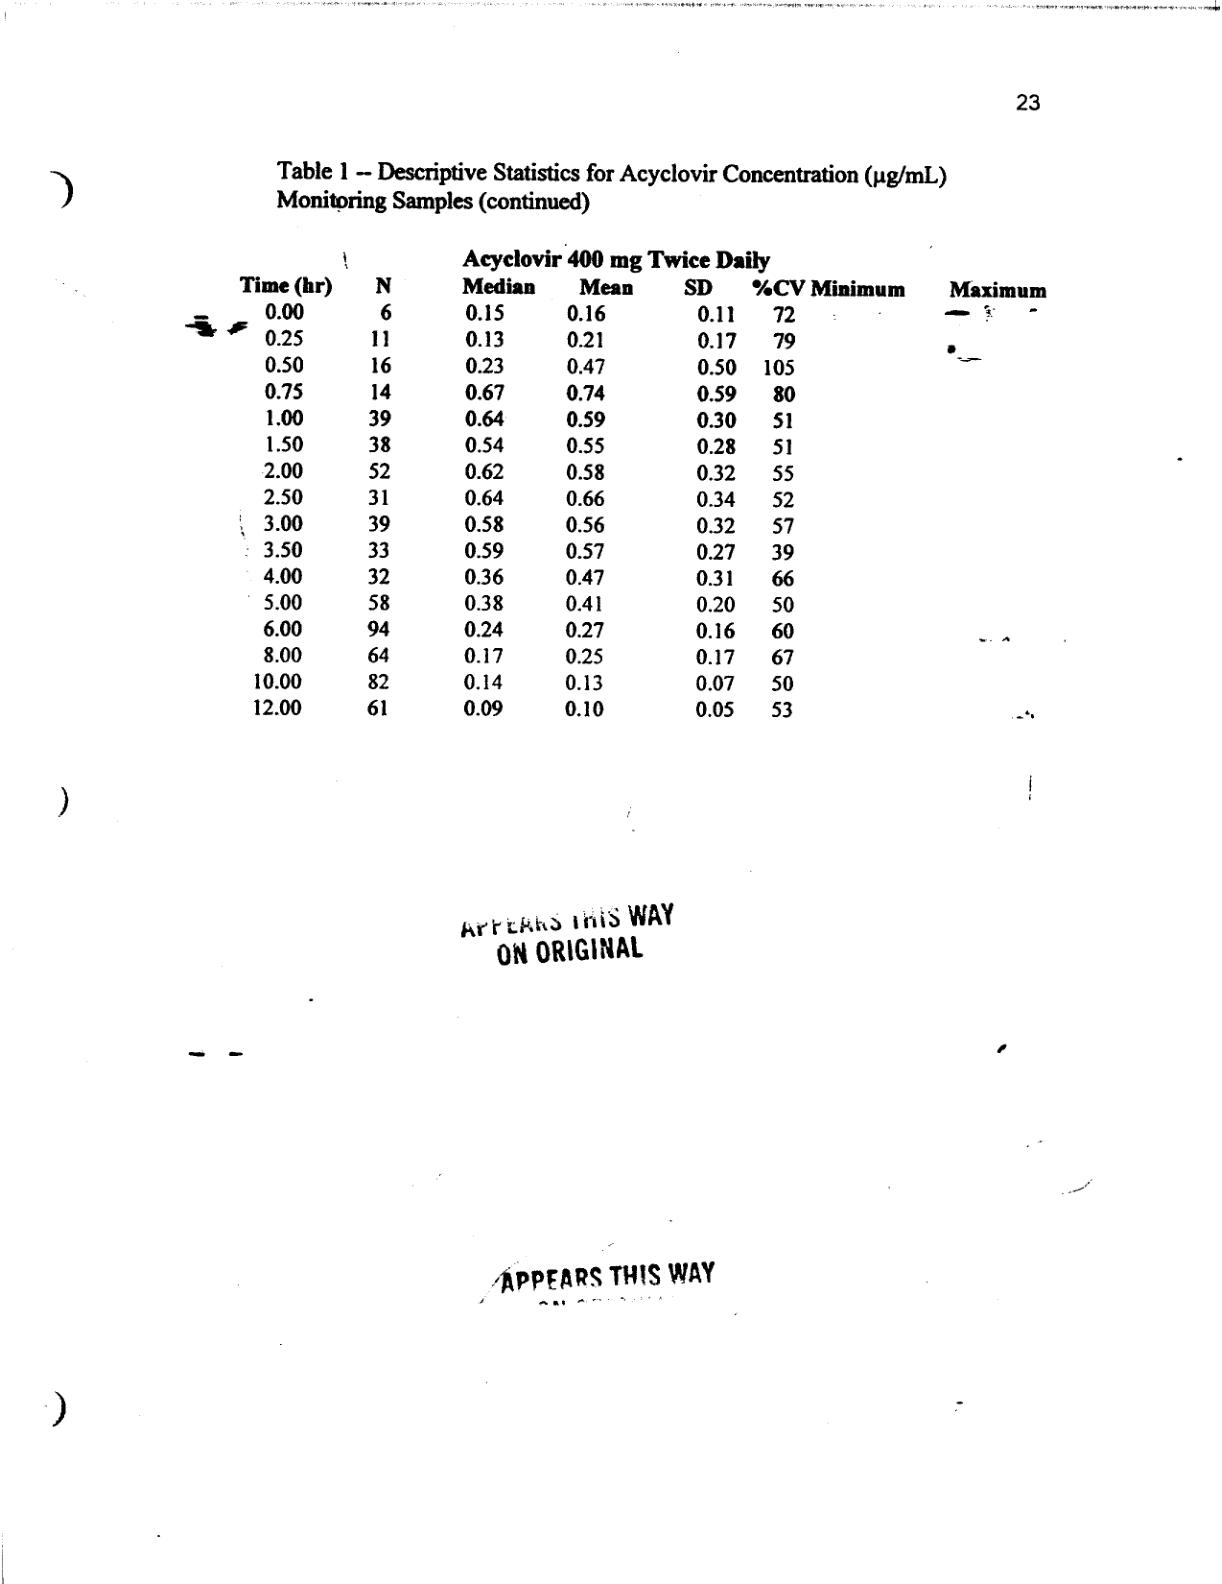 23
Table 1 -- Descriptive Statistics for Acyclovir Concentration (µg/mL)
Monitoring Samples (continued)
Acyclovir 400 mg Twice Daily
Time (hr) N Median Mean SD %CV Minimum Maximum
0.00 6 0.15 0.16 0.11 72
0.25 11 0.13 0.21 0.17 79
0.50 16 0.23 0.47 0.50 105
0.75 14 0.67 0.74 0.59 80
1.00 39 0.64 0.59 0.30 51
1.50 38 0.54 0.55 0.28 51
2.00 52 0.62 0.58 0.32 55
2.50 31 0.64 0.66 0.34 52
3.00 39 0.58 0.56 0.32 57
3.50 33 0.59 0.57 0.27 39
4.00 32 0.36 0.47 0.31 66
5.00 58 0.38 0.41 0.20 50
6.00 94 0.24 0.27 0.16 60
8.00 64 0.17 0.25 0.17 67
10.00 82 0.14 0.13 0.07 50
12.00 61 0.09 0.10 0.05 53
APPEARS THIS WAY
ON ORIGINAL
APPEARS THIS WAY